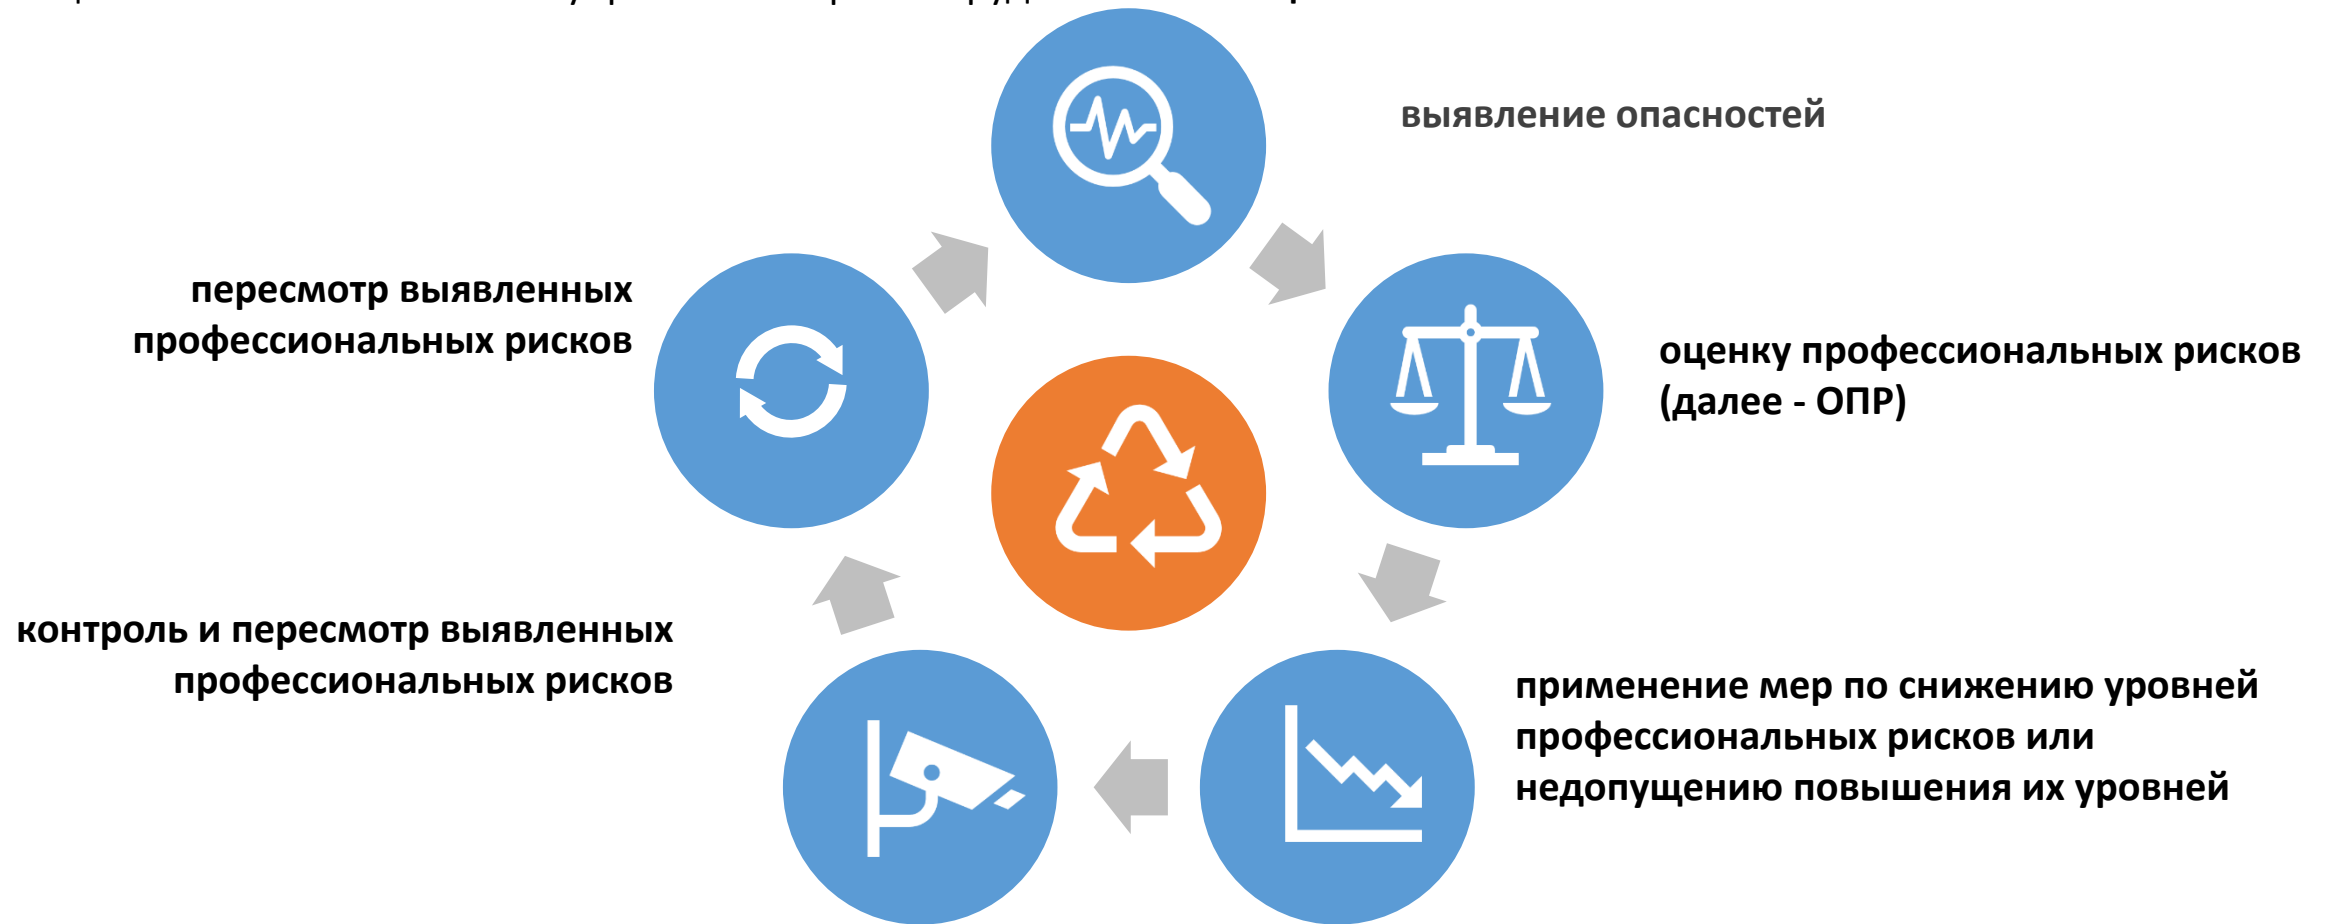 выявление опасностей
оценку профессиональных рисков
(далее - ОПР)
применение мер по снижению уровней
профессиональных рисков или
недопущению повышения их уровней
контроль и пересмотр выявленных
профессиональных рисков
пересмотр выявленных
профессиональных рисков